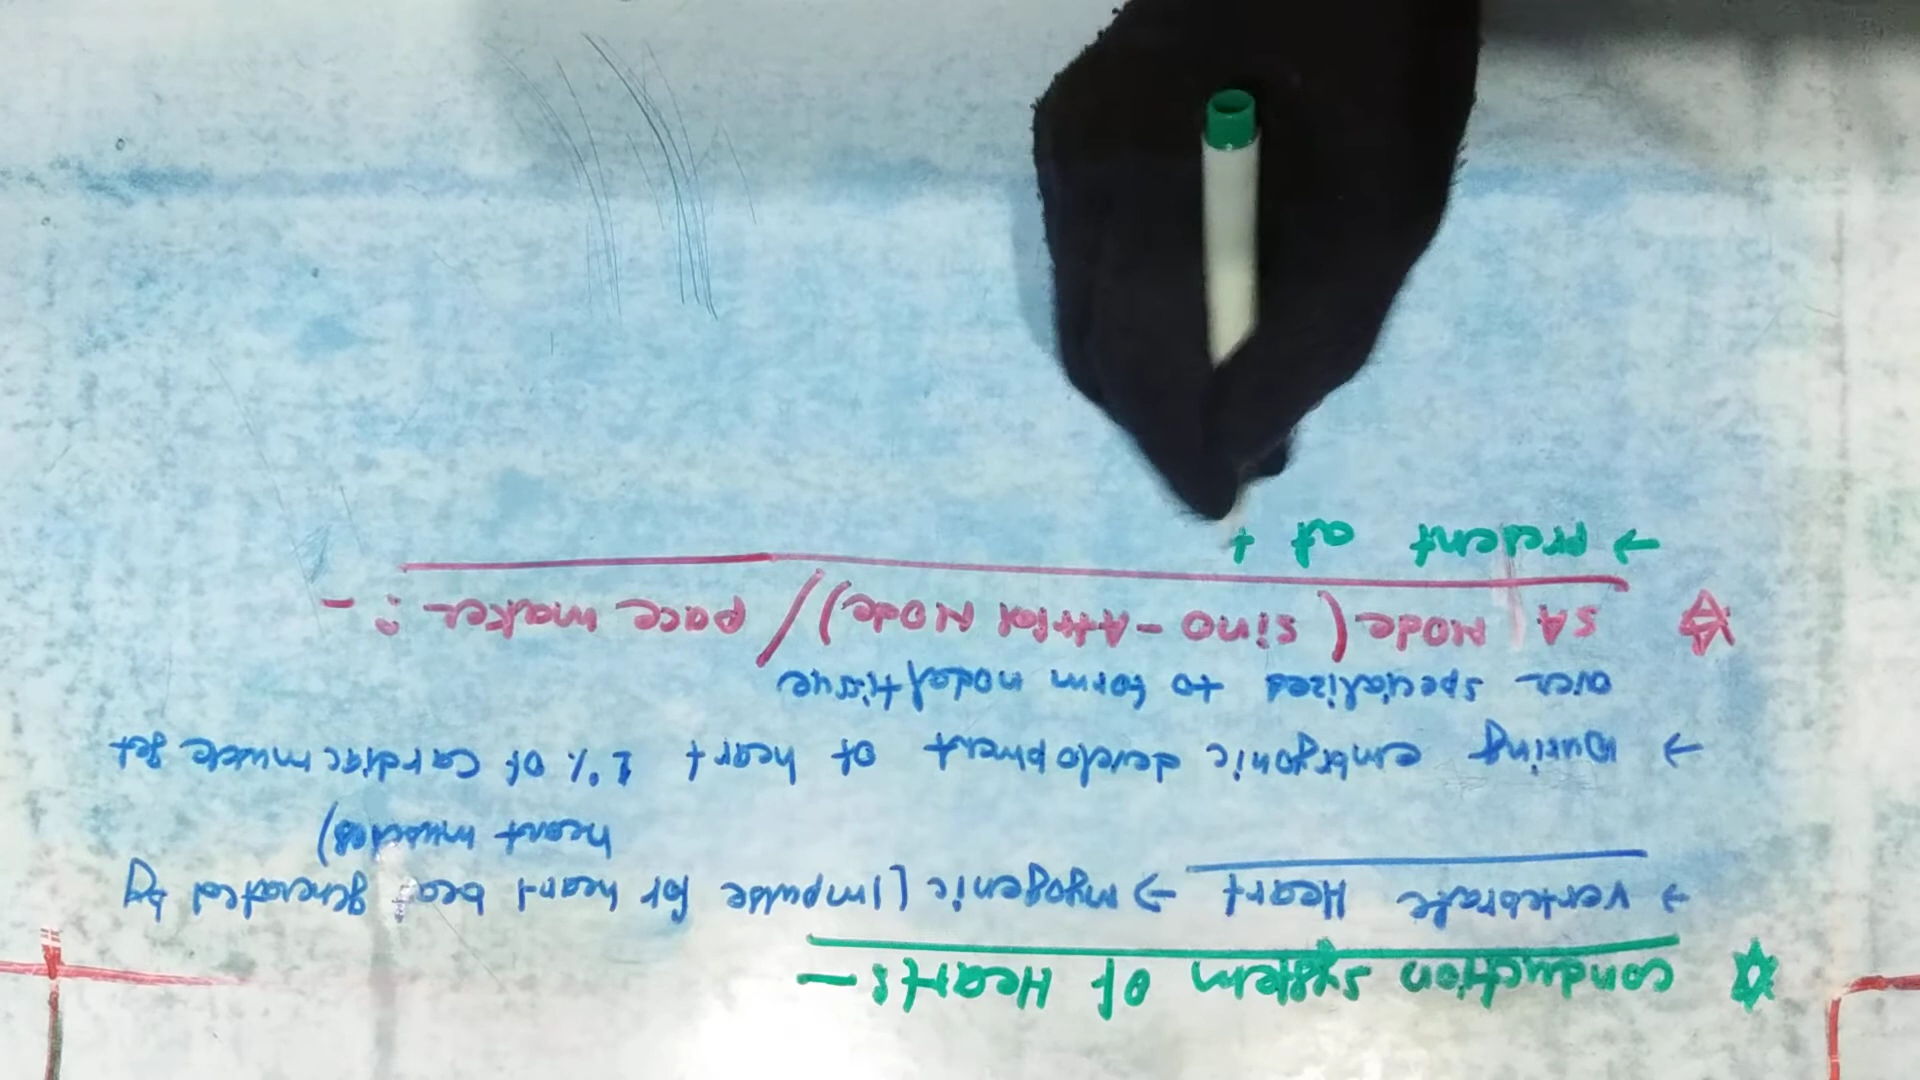 conduction system of Heart :-
→ vertebrate Heart → myogenic (Impulse for heart beat generated by
heart muscles)
→ During embryonic development of heart 1% of cardiac muscle get
over specialized to form nodal tissue
SA Node (sino-Atrial Node)/ pace maker :-
→ present at t